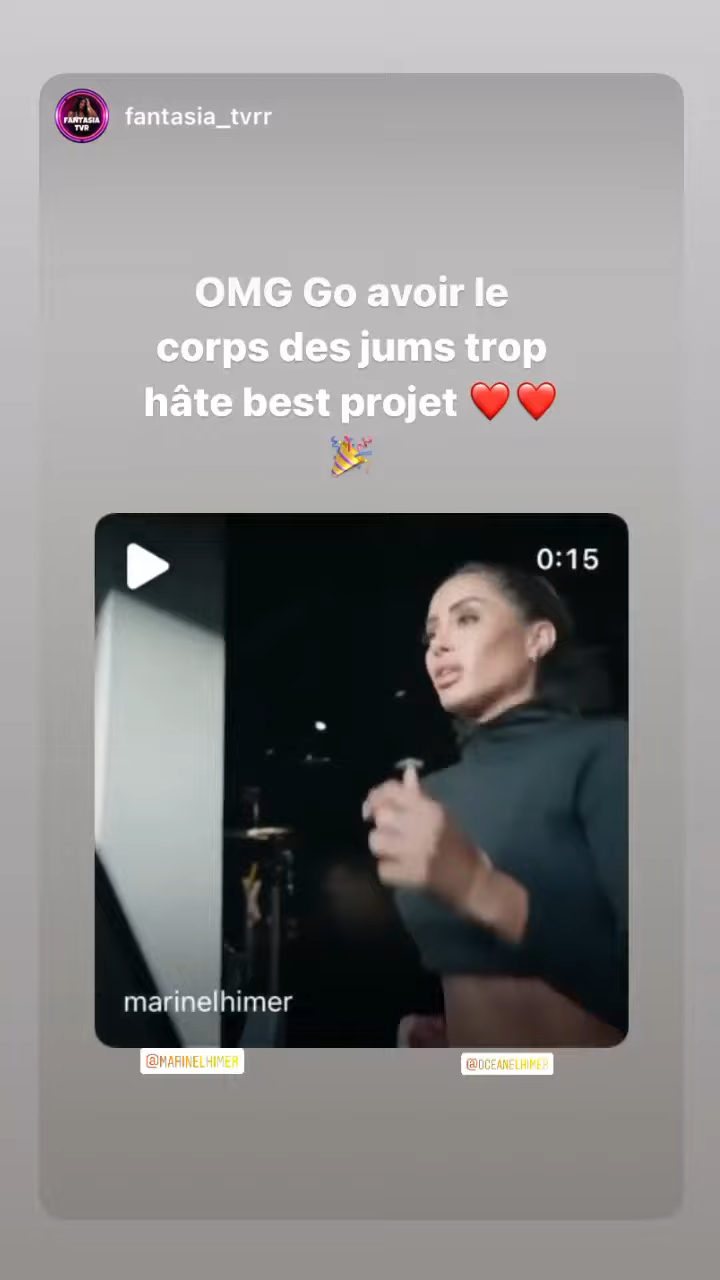 FANTASIA
TVR
fantasia_tvrr
OMG Go avoir le
corps des jums trop
hâte best projet ❤️❤️
🎉
0:15
marinelhimer
@MARINELHIMER
@OCEANELHIMER